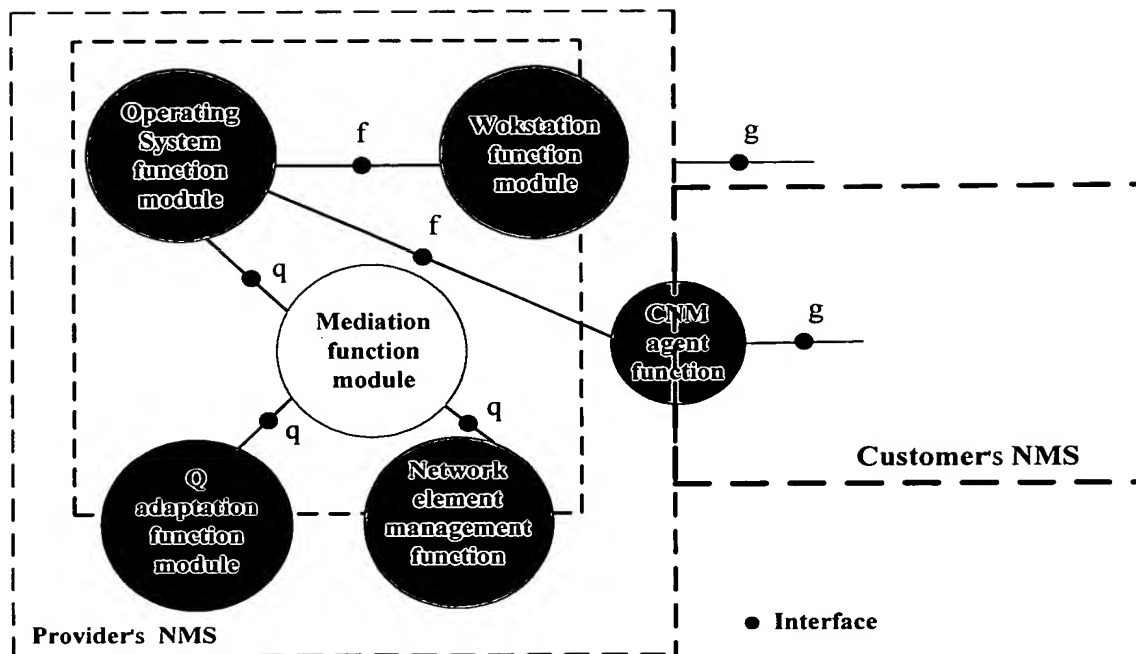 Operating
System
function
module
f
Wokstation
function
module
g
f
q
Mediation
function
module
CNM
agent
function
g
q
q
Q
adaptation
function
module
Network
element
management
function
Customer's NMS
Provider's NMS
Interface